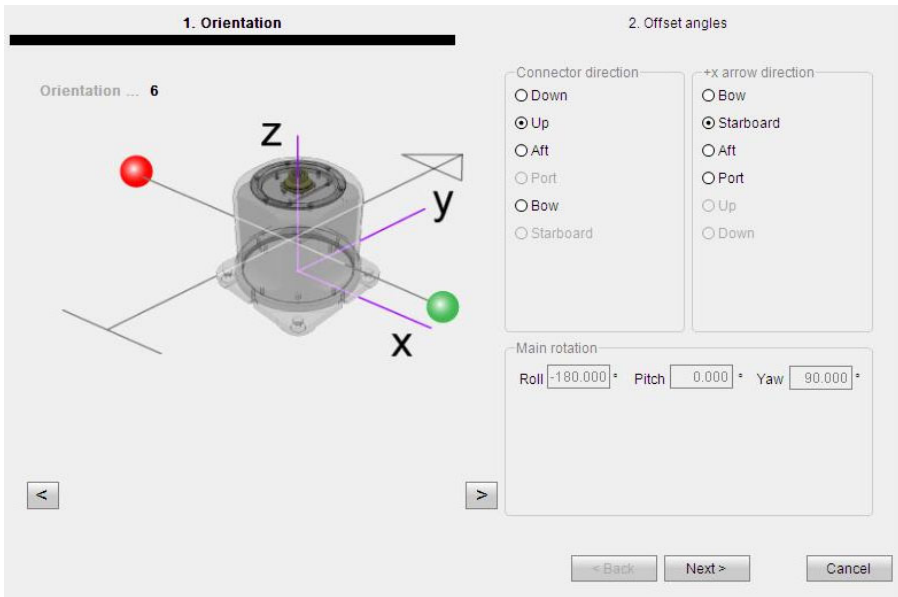 1. Orientation
2. Offset angles
Orientation ... 6
z
y
x
<
>
Connector direction
Down
Up
Aft
Port
Bow
Starboard
+x arrow direction
Bow
Starboard
Aft
Port
Up
Down
Main rotation
Roll -180.000 ° Pitch 0.000 ° Yaw 90.000 °
< Back Next > Cancel